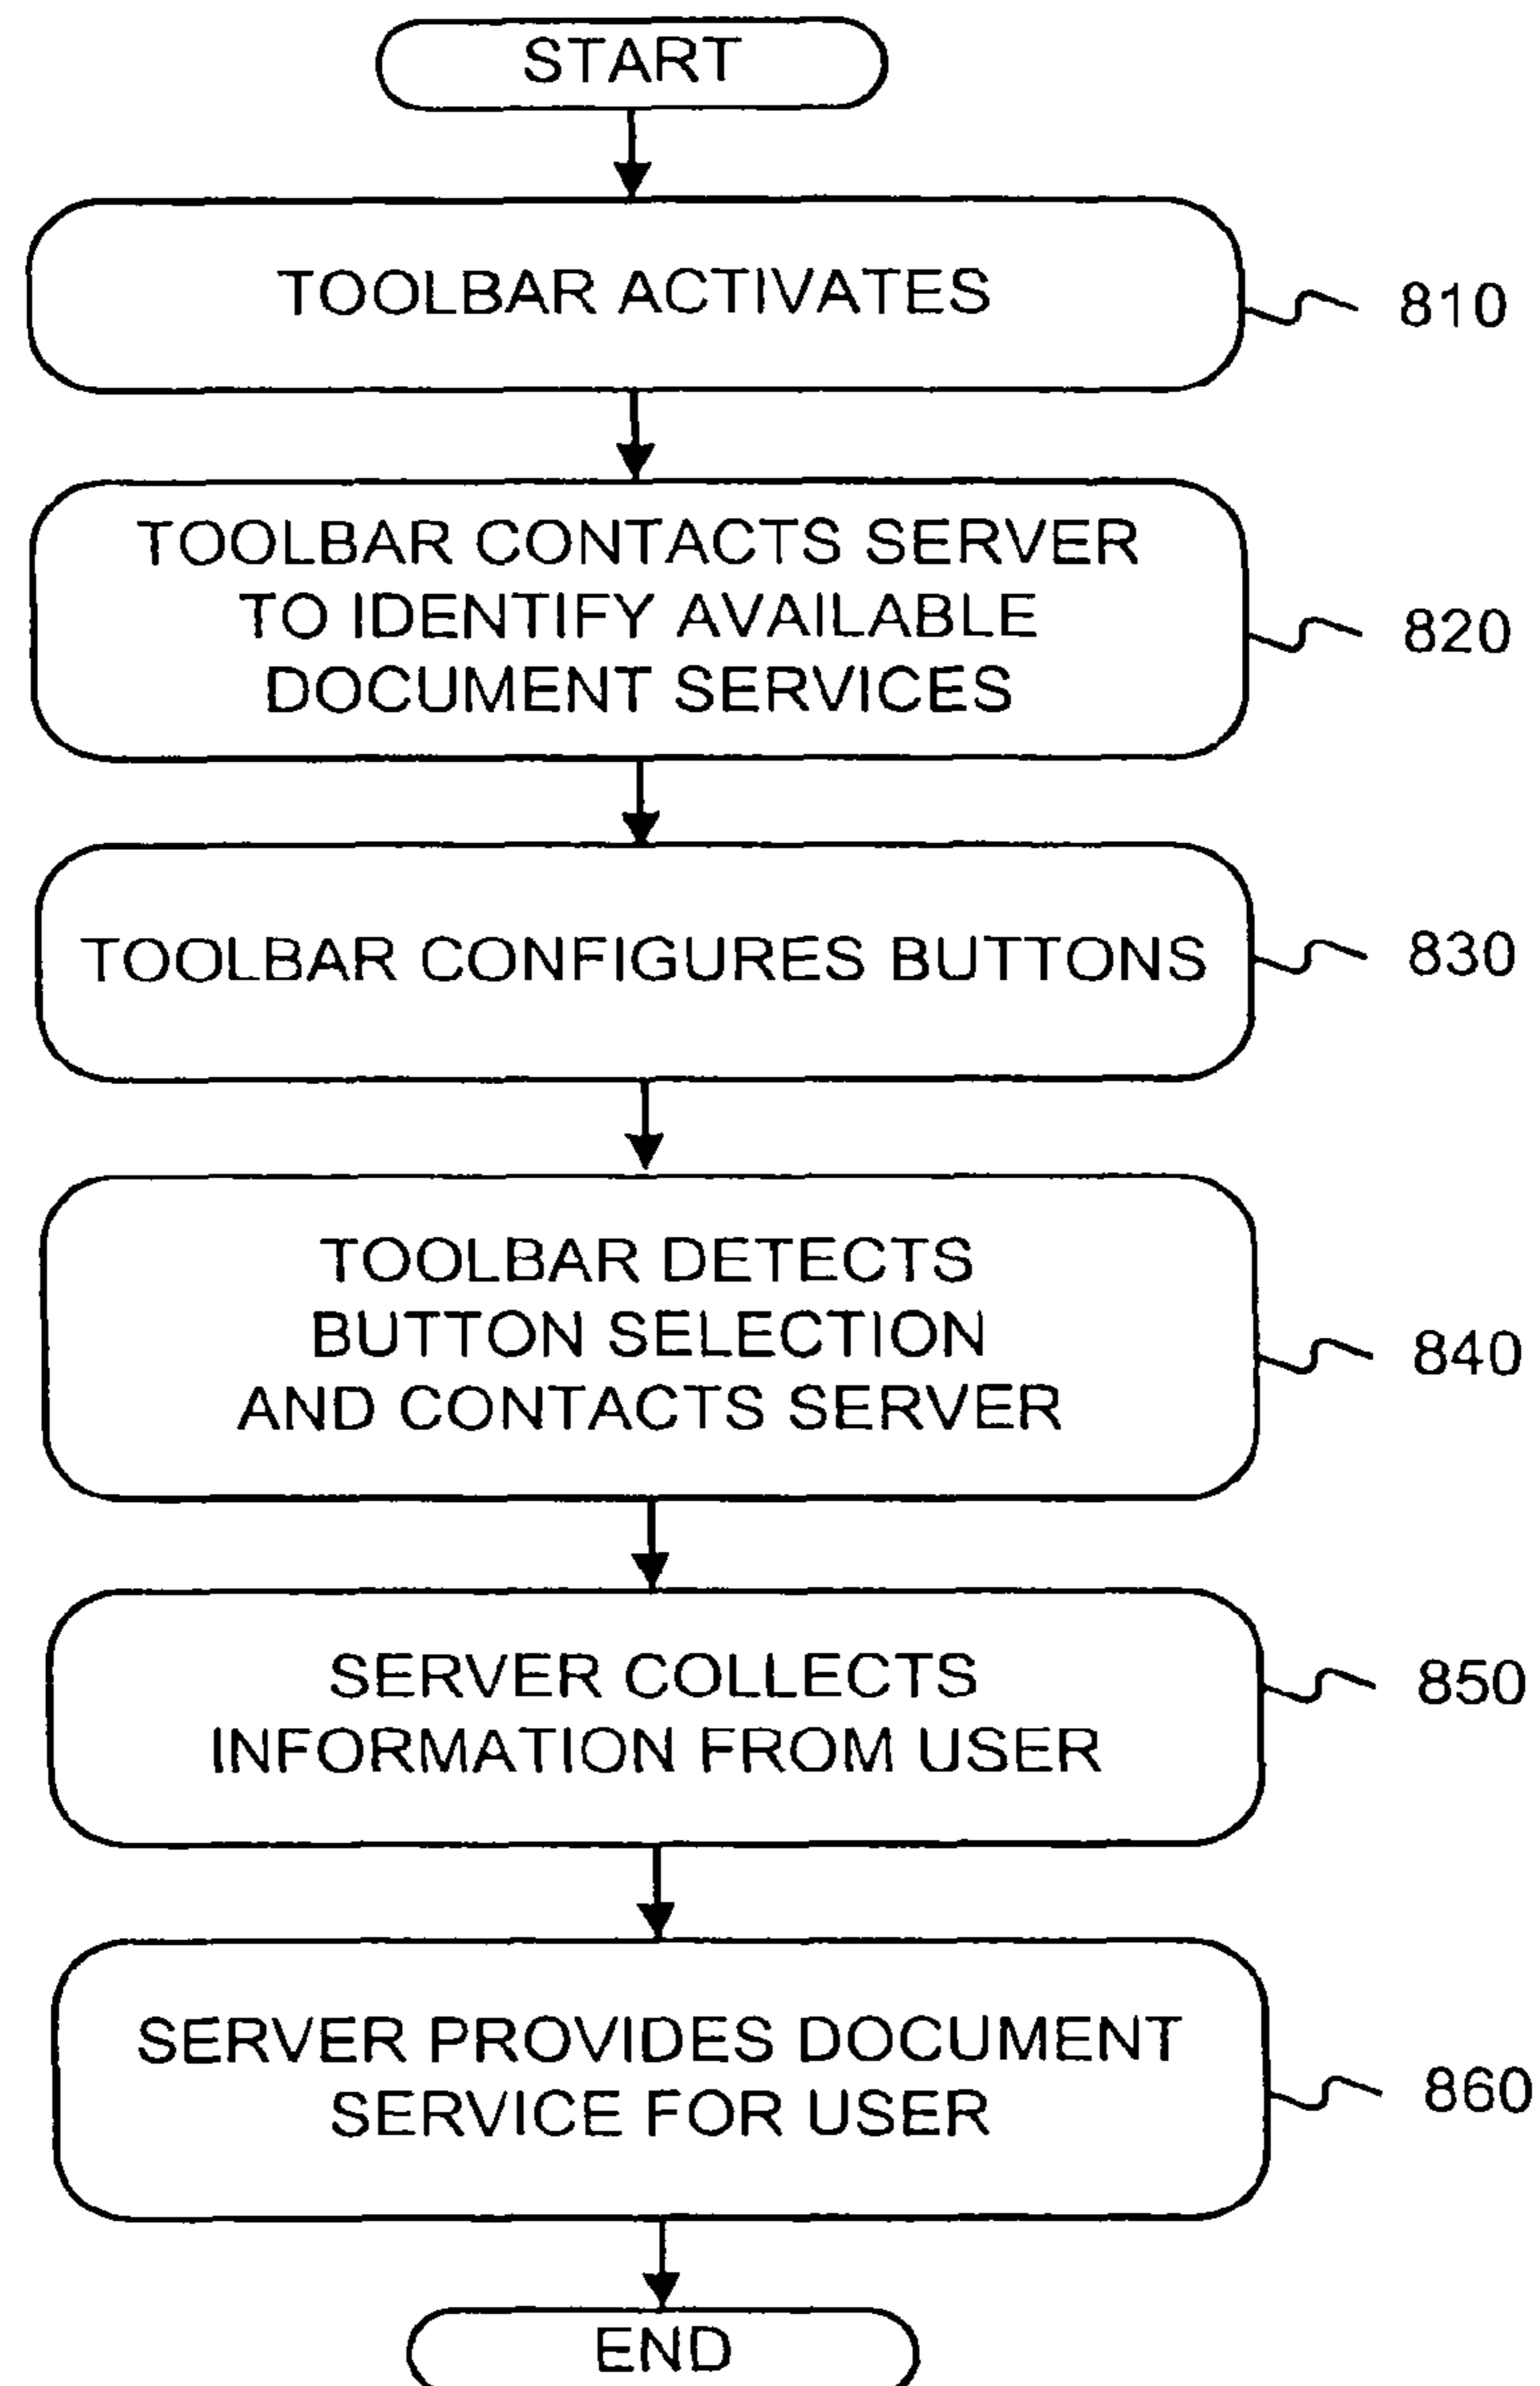 START
TOOLBAR ACTIVATES
810
TOOLBAR CONTACTS SERVER
TO IDENTIFY AVAILABLE
DOCUMENT SERVICES
820
TOOLBAR CONFIGURES BUTTONS
830
TOOLBAR DETECTS
BUTTON SELECTION
AND CONTACTS SERVER
840
SERVER COLLECTS
INFORMATION FROM USER
850
SERVER PROVIDES DOCUMENT
SERVICE FOR USER
860
END